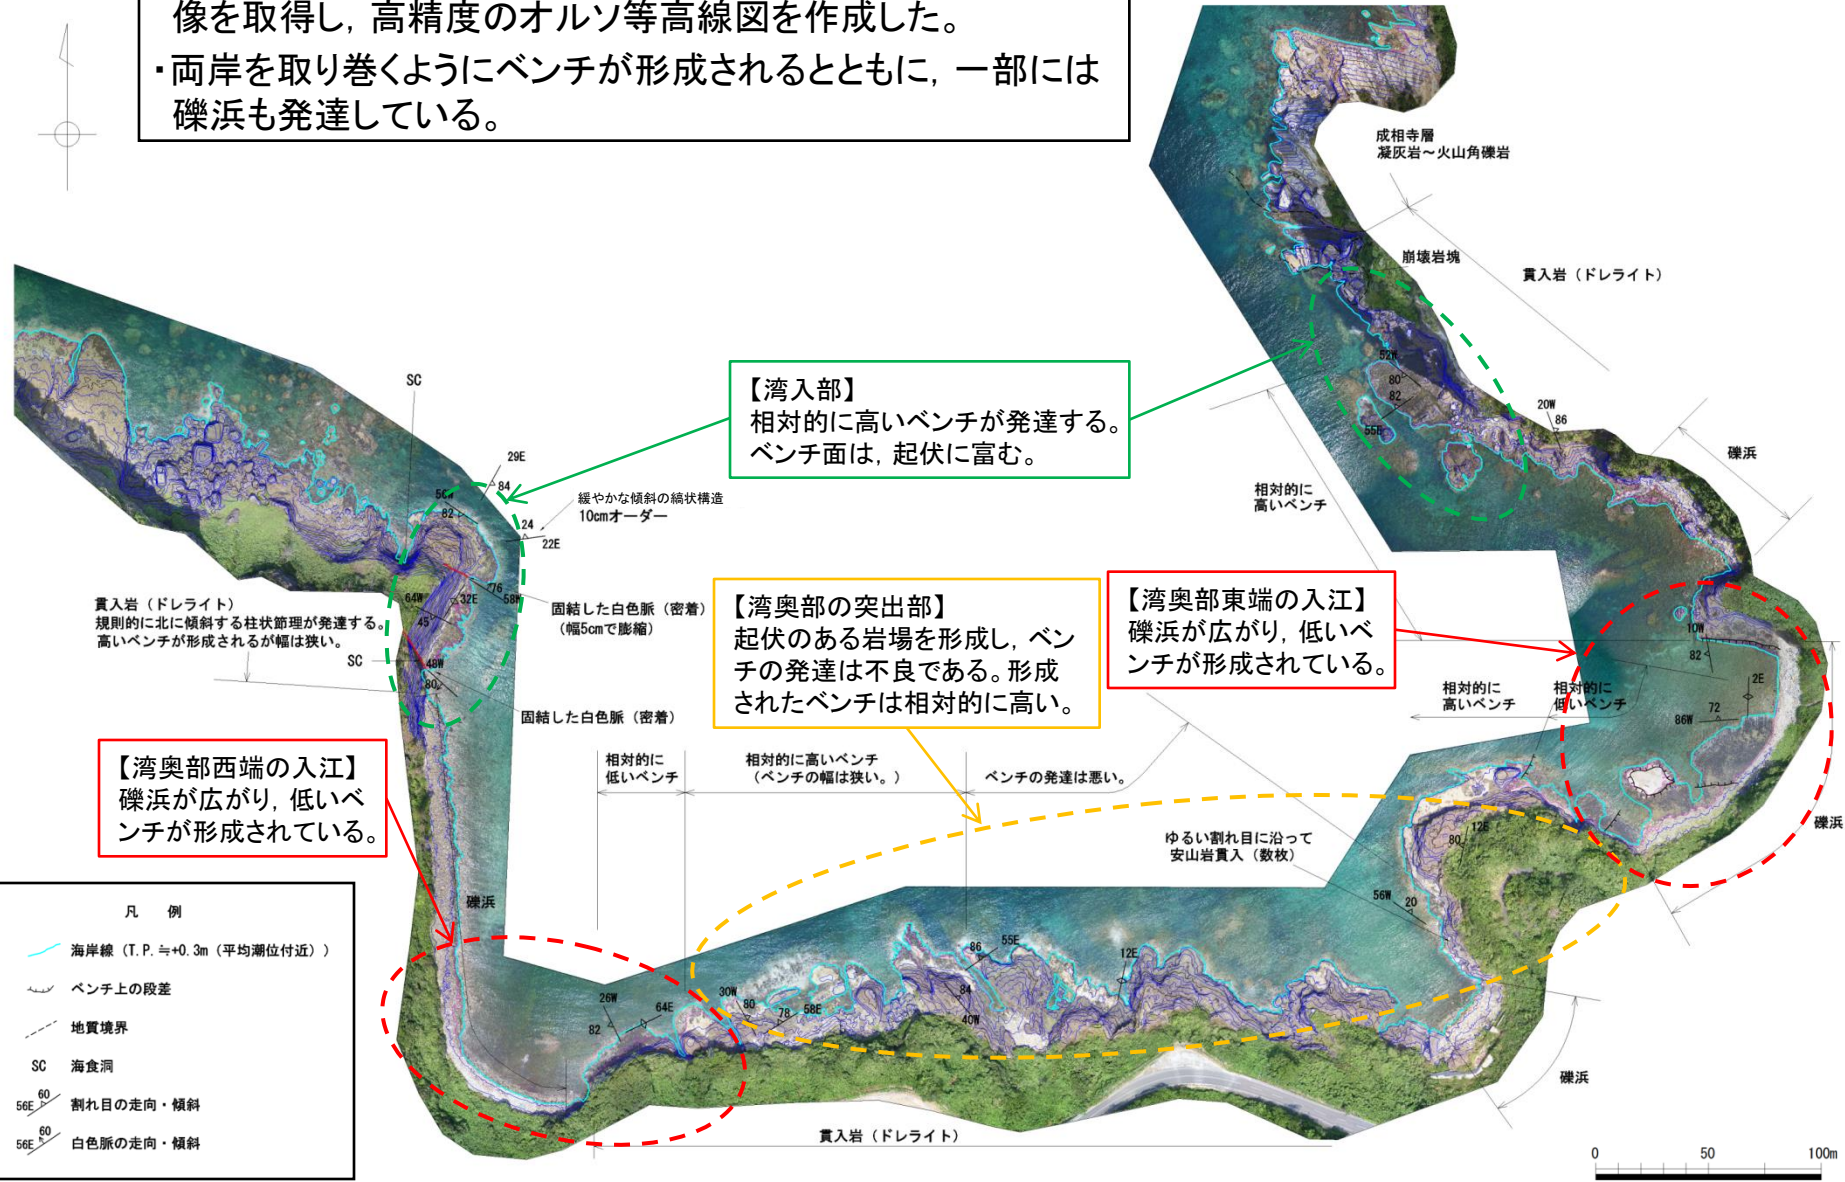 像を取得し，高精度のオルソ等高線図を作成した。
・両岸を取り巻くようにベンチが形成されるとともに，一部には
礫浜も発達している。
成相寺層
凝灰岩～火山角礫岩
崩壊岩塊
貫入岩（ドレライト）
52W
80
82
55E
20W
86
礫浜
相対的に
高いベンチ
【湾入部】
相対的に高いベンチが発達する。
ベンチ面は，起伏に富む。
SC
29E
84
82
緩やかな傾斜の縞状構造
10cmオーダー
24
22E
76
58W
64W
32E
45
固結した白色脈（密着）
（幅5cmで膨縮）
貫入岩（ドレライト）
規則的に北に傾斜する柱状節理が発達する。
高いベンチが形成されるが幅は狭い。
SC
48W
80
固結した白色脈（密着）
【湾奥部の突出部】
起伏のある岩場を形成し，ベン
チの発達は不良である。形成
されたベンチは相対的に高い。
【湾奥部東端の入江】
礫浜が広がり，低いベ
ンチが形成されている。
10W
82
2E
72
86W
相対的に
高いベンチ
相対的に
低いベンチ
礫浜
【湾奥部西端の入江】
礫浜が広がり，低いベ
ンチが形成されている。
相対的に
低いベンチ
相対的に高いベンチ
（ベンチの幅は狭い。）
ベンチの発達は悪い。
ゆるい割れ目に沿って
安山岩貫入（数枚）
12E
80
56W
20
礫浜
86
55E
12E
84
40W
30W
80
78
58E
26W
82
64E
礫浜
貫入岩（ドレライト）
凡　例
海岸線（T.P.≒+0.3m（平均潮位付近））
ベンチ上の段差
地質境界
SC 海食洞
56E 60 割れ目の走向・傾斜
56E 60 白色脈の走向・傾斜
0 50 100m